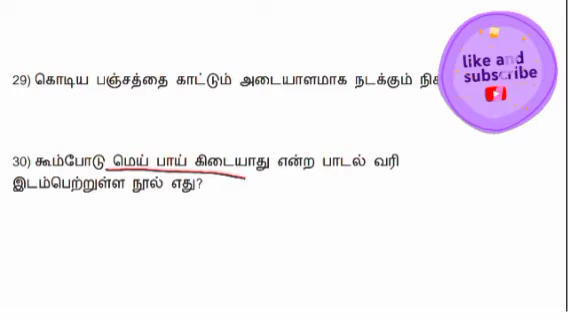 29) கொடிய பஞ்சத்தை காட்டும் அடையாளமாக நடக்கும்
like and
subscribe
30) கூம்போடு மெய் பாய் கிடையாது என்ற பாடல் வரி
இடம்பெற்றுள்ள நூல் எது?